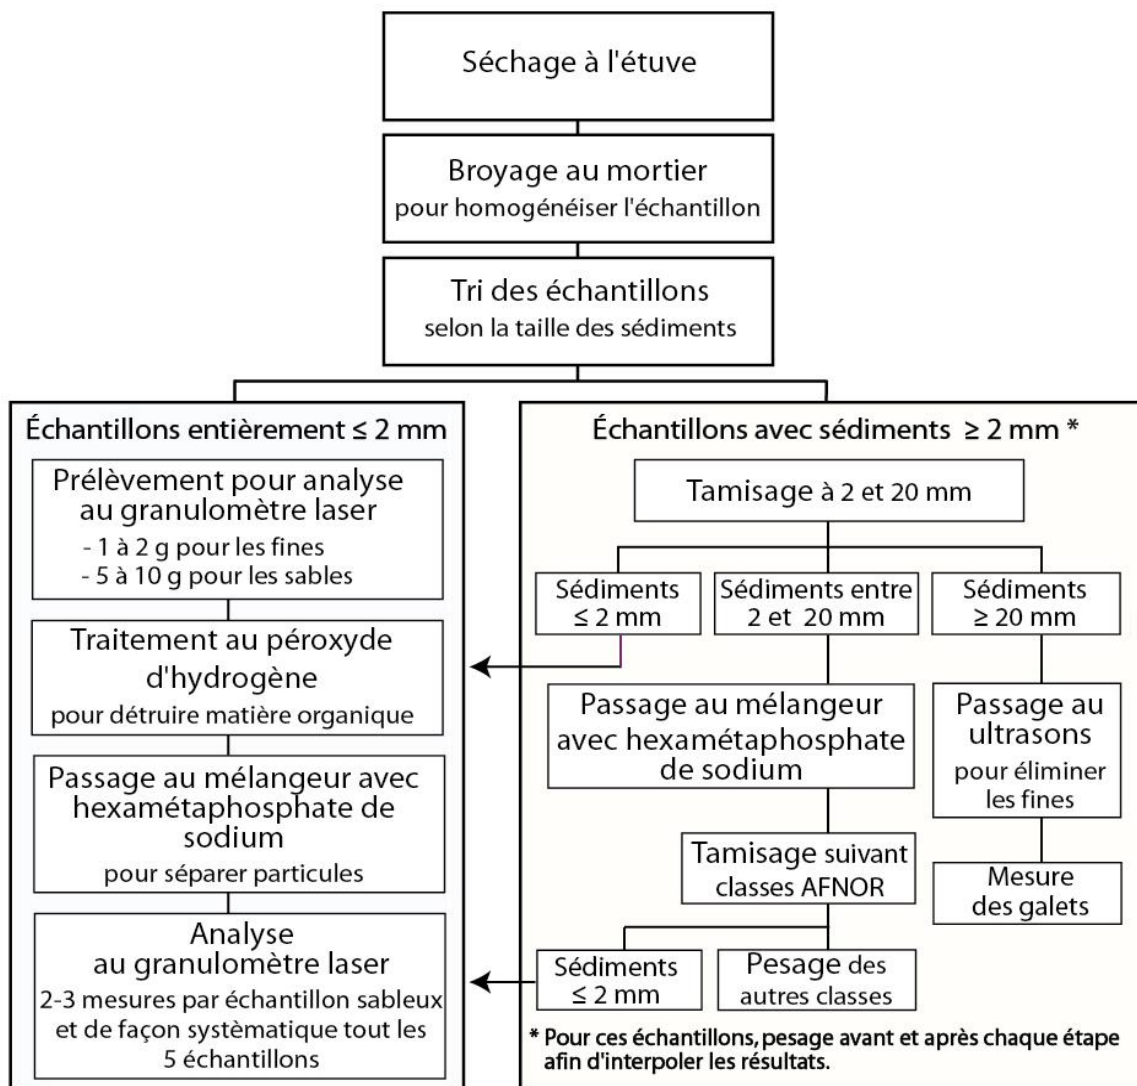 Séchage à l'étuve
Broyage au mortier
pour homogénéiser l'échantillon
Tri des échantillons
selon la taille des sédiments
Échantillons entièrement ≤ 2 mm
Prélèvement pour analyse
au granulomètre laser
- 1 à 2 g pour les fines
- 5 à 10 g pour les sables
Traitement au péroxyde
d'hydrogène
pour détruire matière organique
Passage au mélangeur avec
hexamétaphosphate de
sodium
pour séparer particules
Analyse
au granulomètre laser
2-3 mesures par échantillon sableux
et de façon systèmatique tout les
5 échantillons
Échantillons avec sédiments ≥ 2 mm *
Tamisage à 2 et 20 mm
Sédiments
≤ 2 mm
Sédiments entre
2 et 20 mm
Sédiments
≥ 20 mm
Passage au mélangeur
avec hexamétaphosphate
de sodium
Passage au
ultrasons
pour éliminer
les fines
Tamisage suivant
classes AFNOR
Mesure
des galets
Sédiments
≤ 2 mm
Pesage des
autres classes
* Pour ces échantillons, pesage avant et après chaque étape
afin d'interpoler les résultats.